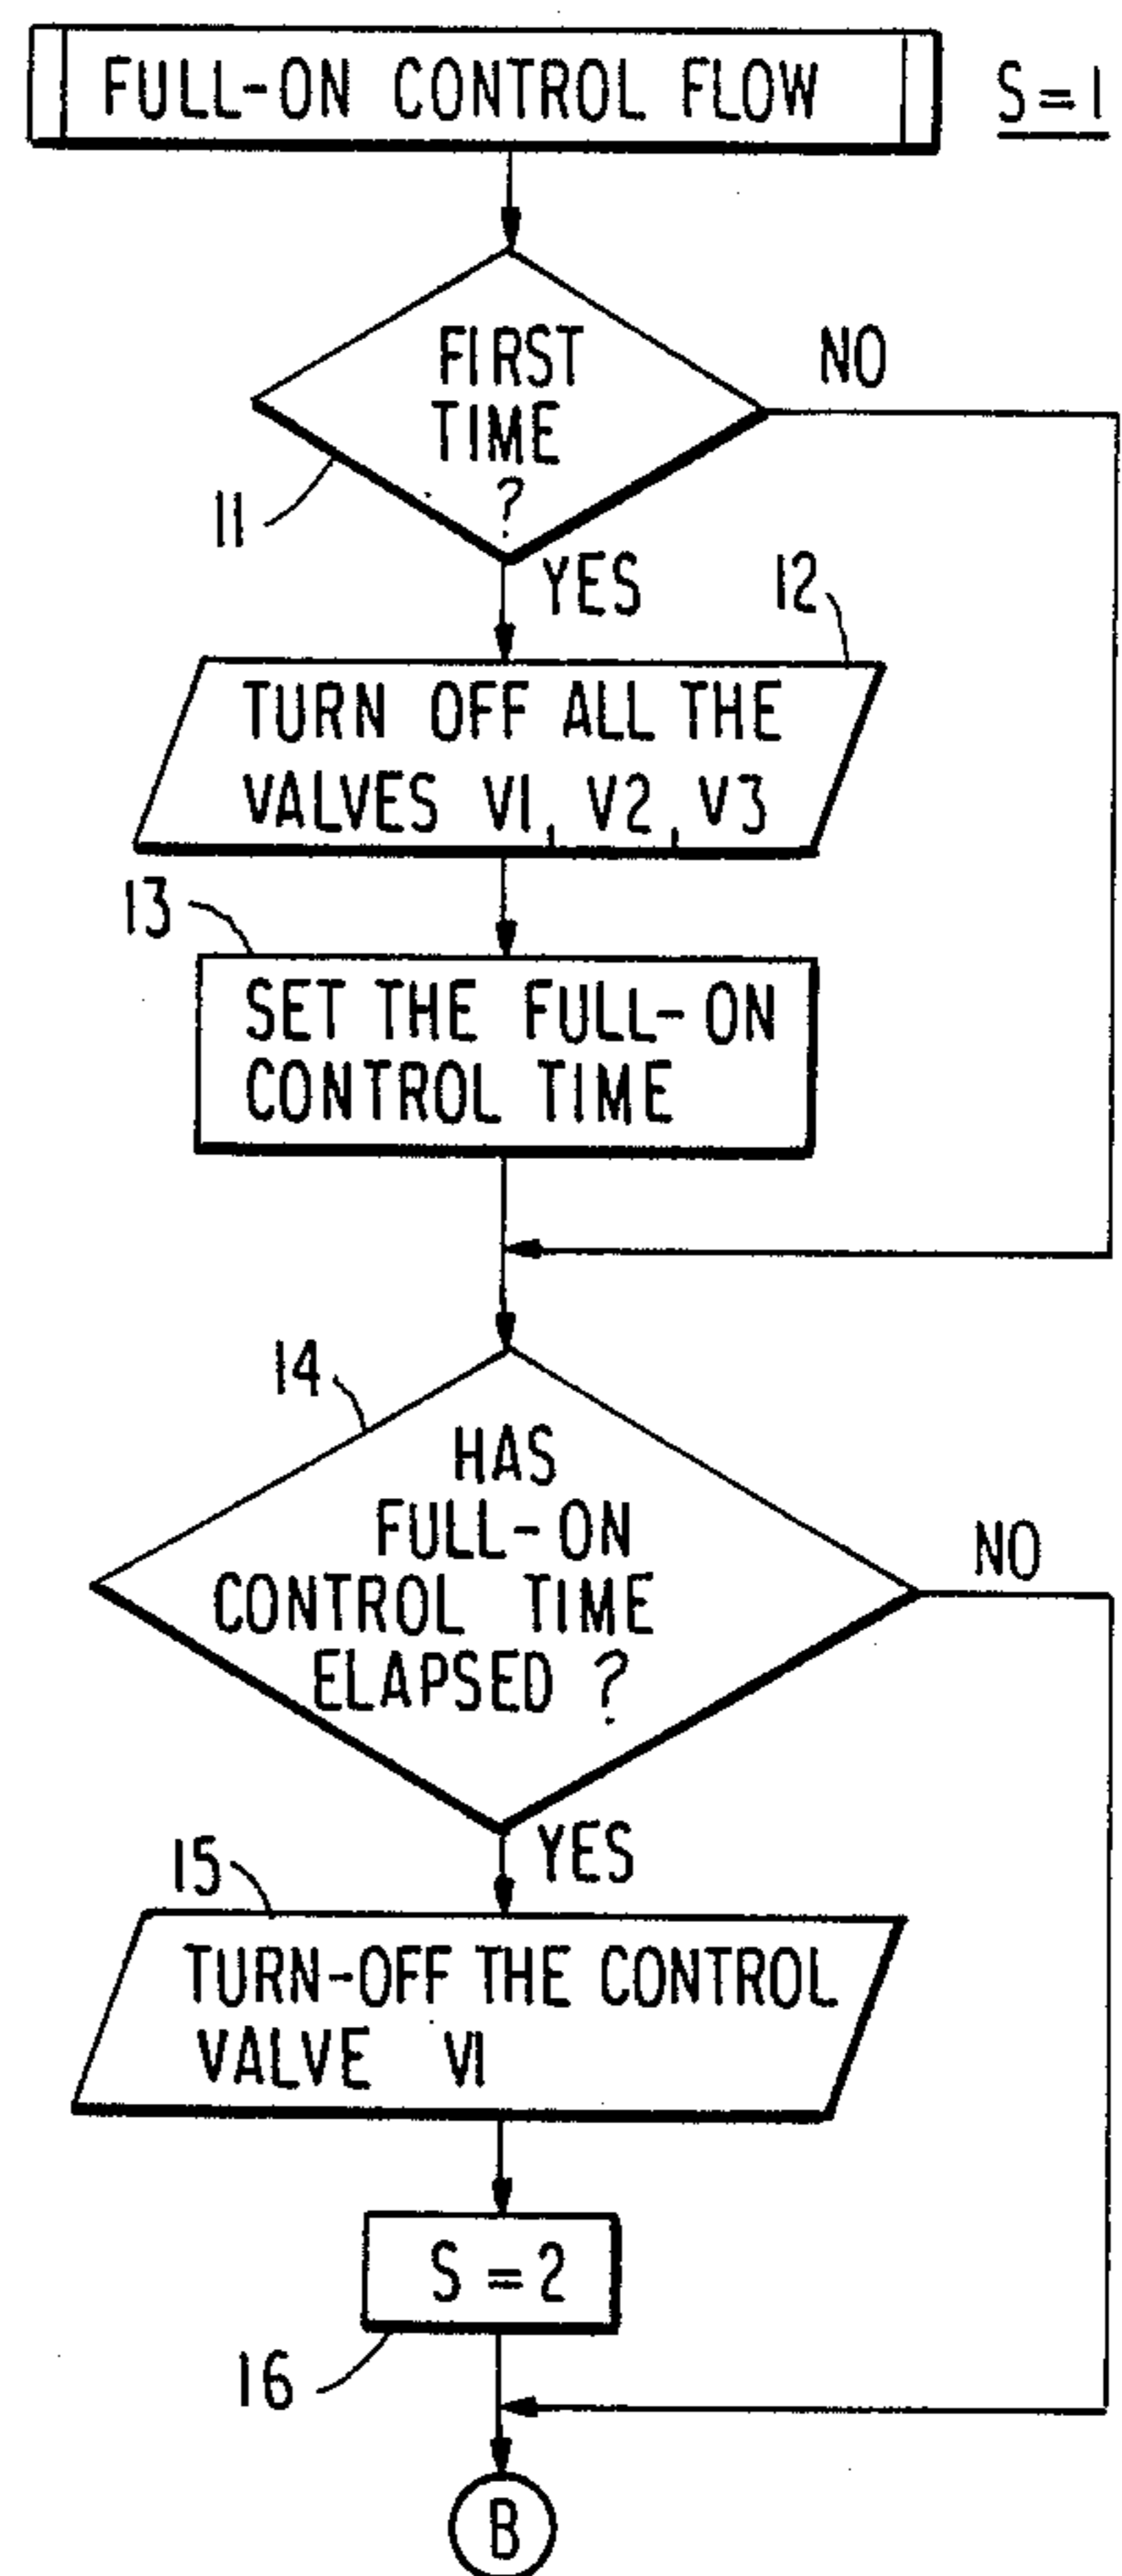 FULL-ON CONTROL FLOW
S=1
FIRST
TIME
?
NO
11
YES
12
TURN OFF ALL THE
VALVES V1, V2, V3
13
SET THE FULL-ON
CONTROL TIME
14
HAS
FULL-ON
CONTROL TIME
ELAPSED ?
NO
YES
15
TURN-OFF THE CONTROL
VALVE V1
S=2
16
B